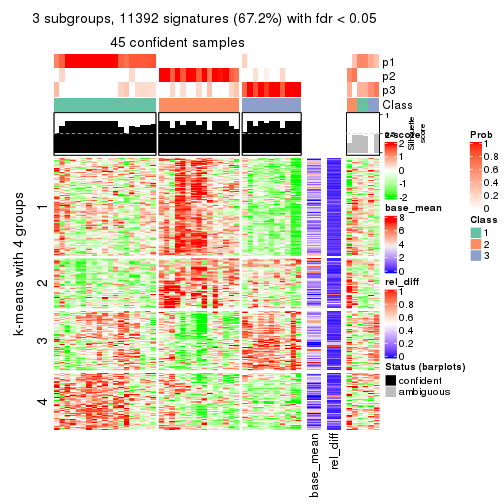 3 subgroups, 11392 signatures (67.2%) with fdr < 0.05
45 confident samples
p1
p2
p3
Class
1
0.5
0
Silhouette
score
k-means with 4 groups
1
2
3
4
base_mean
rel_diff
z-score
2
1
0
-1
-2
base_mean
8
6
4
2
0
rel_diff
1
0.8
0.6
0.4
0.2
0
Status (barplots)
confident
ambiguous
Prob
1
0.8
0.6
0.4
0.2
0
Class
1
2
3